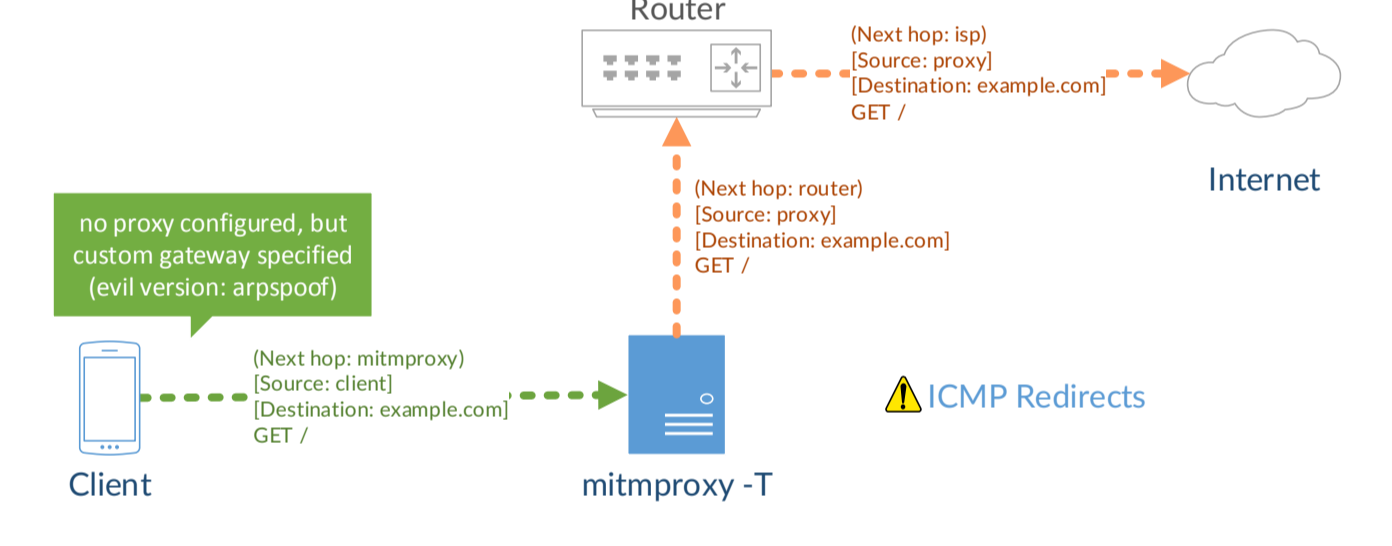 Router
(Next hop: isp)
[Source: proxy]
[Destination: example.com]
GET /
Internet
(Next hop: router)
[Source: proxy]
[Destination: example.com]
GET /
no proxy configured, but
custom gateway specified
(evil version: arpspoof)
(Next hop: mitmproxy)
[Source: client]
[Destination: example.com]
GET /
ICMP Redirects
Client
mitmproxy -T